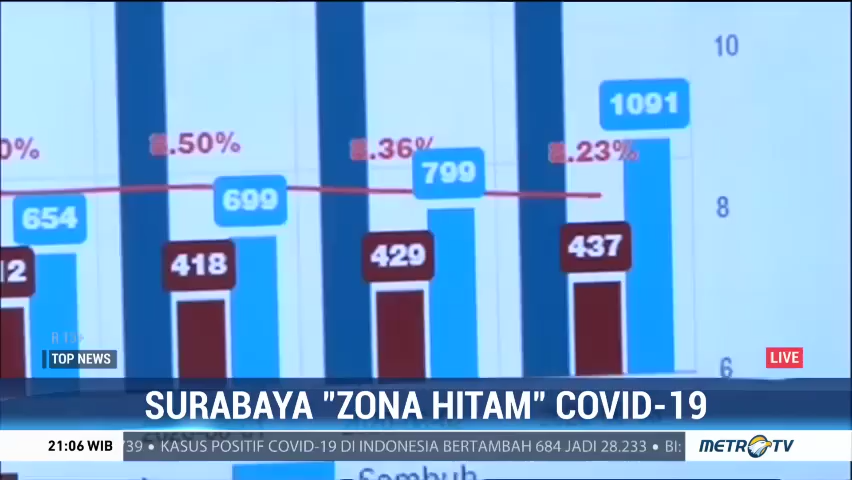 10
1091
.50%
8.36%
8.23%
0%
799
654
699
8
12
418
429
437
TOP NEWS
LIVE
6
SURABAYA "ZONA HITAM" COVID-19
21:06 WIB
739 • KASUS POSITIF COVID-19 DI INDONESIA BERTAMBAH 684 JADI 28.233 • BI:
METRO TV
Sembuh